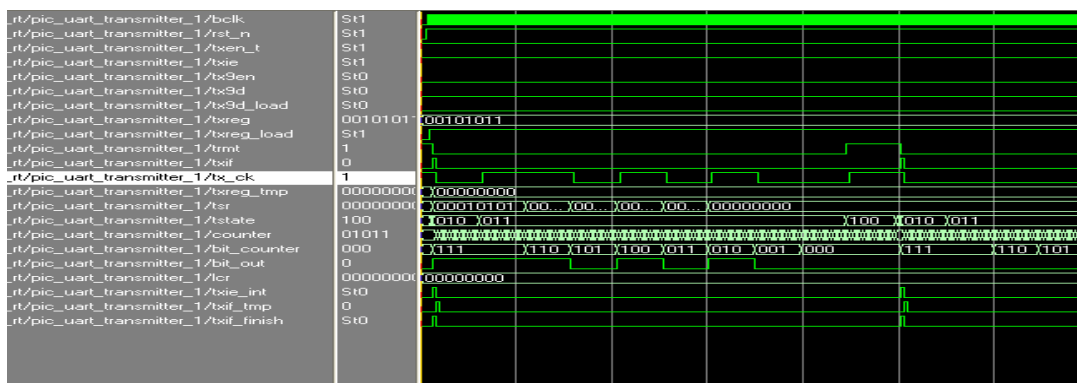 _rt/pic_uart_transmitter_1/bclk St1
_rt/pic_uart_transmitter_1/rst_n St1
_rt/pic_uart_transmitter_1/txen_t St1
_rt/pic_uart_transmitter_1/txie St1
_rt/pic_uart_transmitter_1/tx9en St0
_rt/pic_uart_transmitter_1/tx9d St0
_rt/pic_uart_transmitter_1/tx9d_load St0
_rt/pic_uart_transmitter_1/txreg 0010101 00101011
_rt/pic_uart_transmitter_1/txreg_load St1
_rt/pic_uart_transmitter_1/trmt 1
_rt/pic_uart_transmitter_1/txif 0
_rt/pic_uart_transmitter_1/tx_ck 1
_rt/pic_uart_transmitter_1/txreg_tmp 00000000 00000000
_rt/pic_uart_transmitter_1/tsr 00000000 00010101 00... 00... 00... 00... 00000000
_rt/pic_uart_transmitter_1/tstate 100 010 011 100 010 011
_rt/pic_uart_transmitter_1/counter 01011
_rt/pic_uart_transmitter_1/bit_counter 000 111 110 101 100 011 010 001 000 111 110 101
_rt/pic_uart_transmitter_1/bit_out 0
_rt/pic_uart_transmitter_1/lcr 00000000 00000000
_rt/pic_uart_transmitter_1/txie_int St0
_rt/pic_uart_transmitter_1/txif_tmp 0
_rt/pic_uart_transmitter_1/txif_finish St0